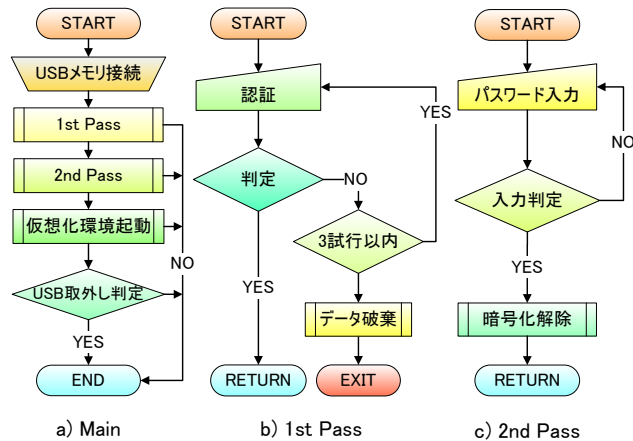 START
USBメモリ接続
1st Pass
2nd Pass
仮想化環境起動
NO
USB取外し判定
YES
END
a) Main
START
認証
YES
判定
NO
3試行以内
YES
データ破棄
RETURN
EXIT
b) 1st Pass
START
パスワード入力
NO
入力判定
YES
暗号化解除
RETURN
c) 2nd Pass